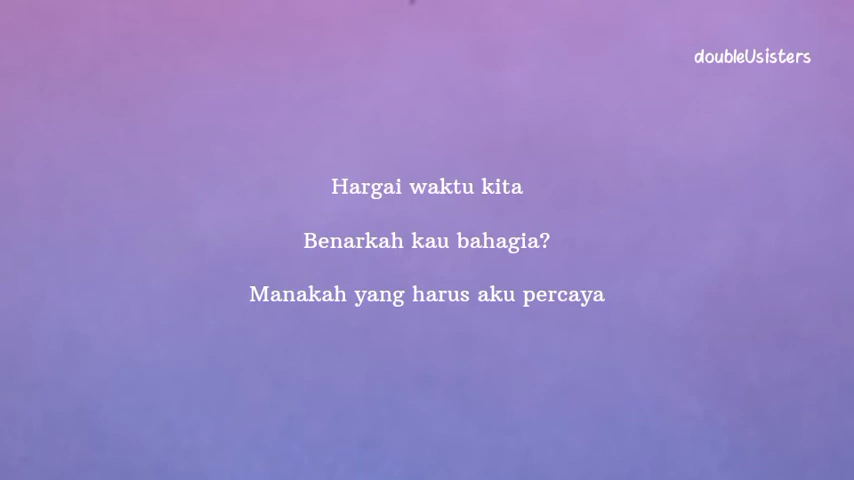 doubleUsisters
Hargai waktu kita
Benarkah kau bahagia?
Manakah yang harus aku percaya